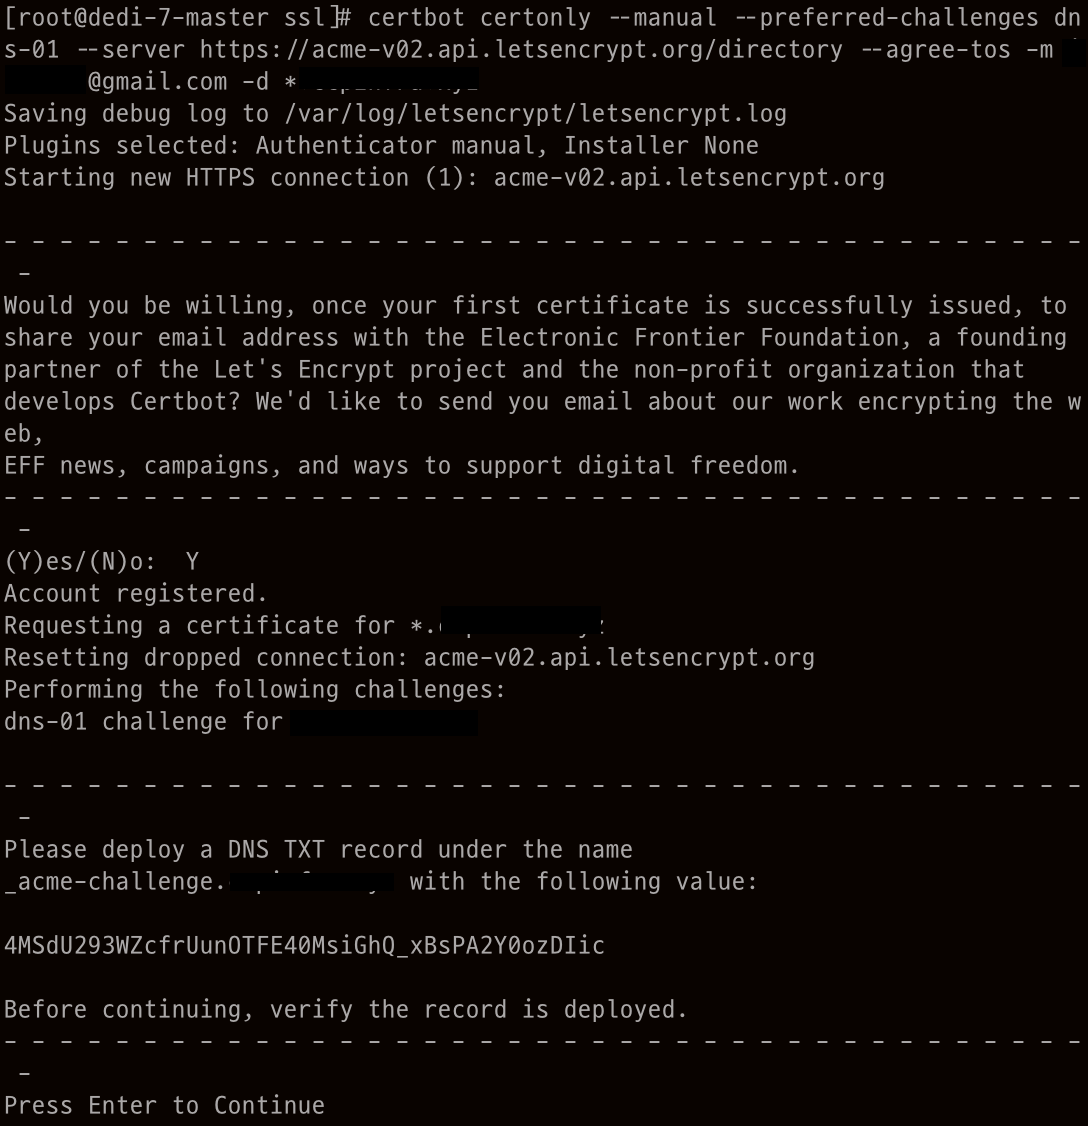 [root@dedi-7-master ssl]# certbot certonly --manual --preferred-challenges dn
s-01 --server https://acme-v02.api.letsencrypt.org/directory --agree-tos -m
@gmail.com -d *
Saving debug log to /var/log/letsencrypt/letsencrypt.log
Plugins selected: Authenticator manual, Installer None
Starting new HTTPS connection (1): acme-v02.api.letsencrypt.org
- - - - - - - - - - - - - - - - - - - - - - - - - - - - - - - - - - - - - - -
-
Would you be willing, once your first certificate is successfully issued, to
share your email address with the Electronic Frontier Foundation, a founding
partner of the Let's Encrypt project and the non-profit organization that
develops Certbot? We'd like to send you email about our work encrypting the w
eb,
EFF news, campaigns, and ways to support digital freedom.
- - - - - - - - - - - - - - - - - - - - - - - - - - - - - - - - - - - - - - -
-
(Y)es/(N)o:  Y
Account registered.
Requesting a certificate for *.
Resetting dropped connection: acme-v02.api.letsencrypt.org
Performing the following challenges:
dns-01 challenge for
- - - - - - - - - - - - - - - - - - - - - - - - - - - - - - - - - - - - - - -
-
Please deploy a DNS TXT record under the name
_acme-challenge. with the following value:
4MSdU293WZcfrUunOTFE40MsiGhQ_xBsPA2Y0ozDIic
Before continuing, verify the record is deployed.
- - - - - - - - - - - - - - - - - - - - - - - - - - - - - - - - - - - - - - -
-
Press Enter to Continue